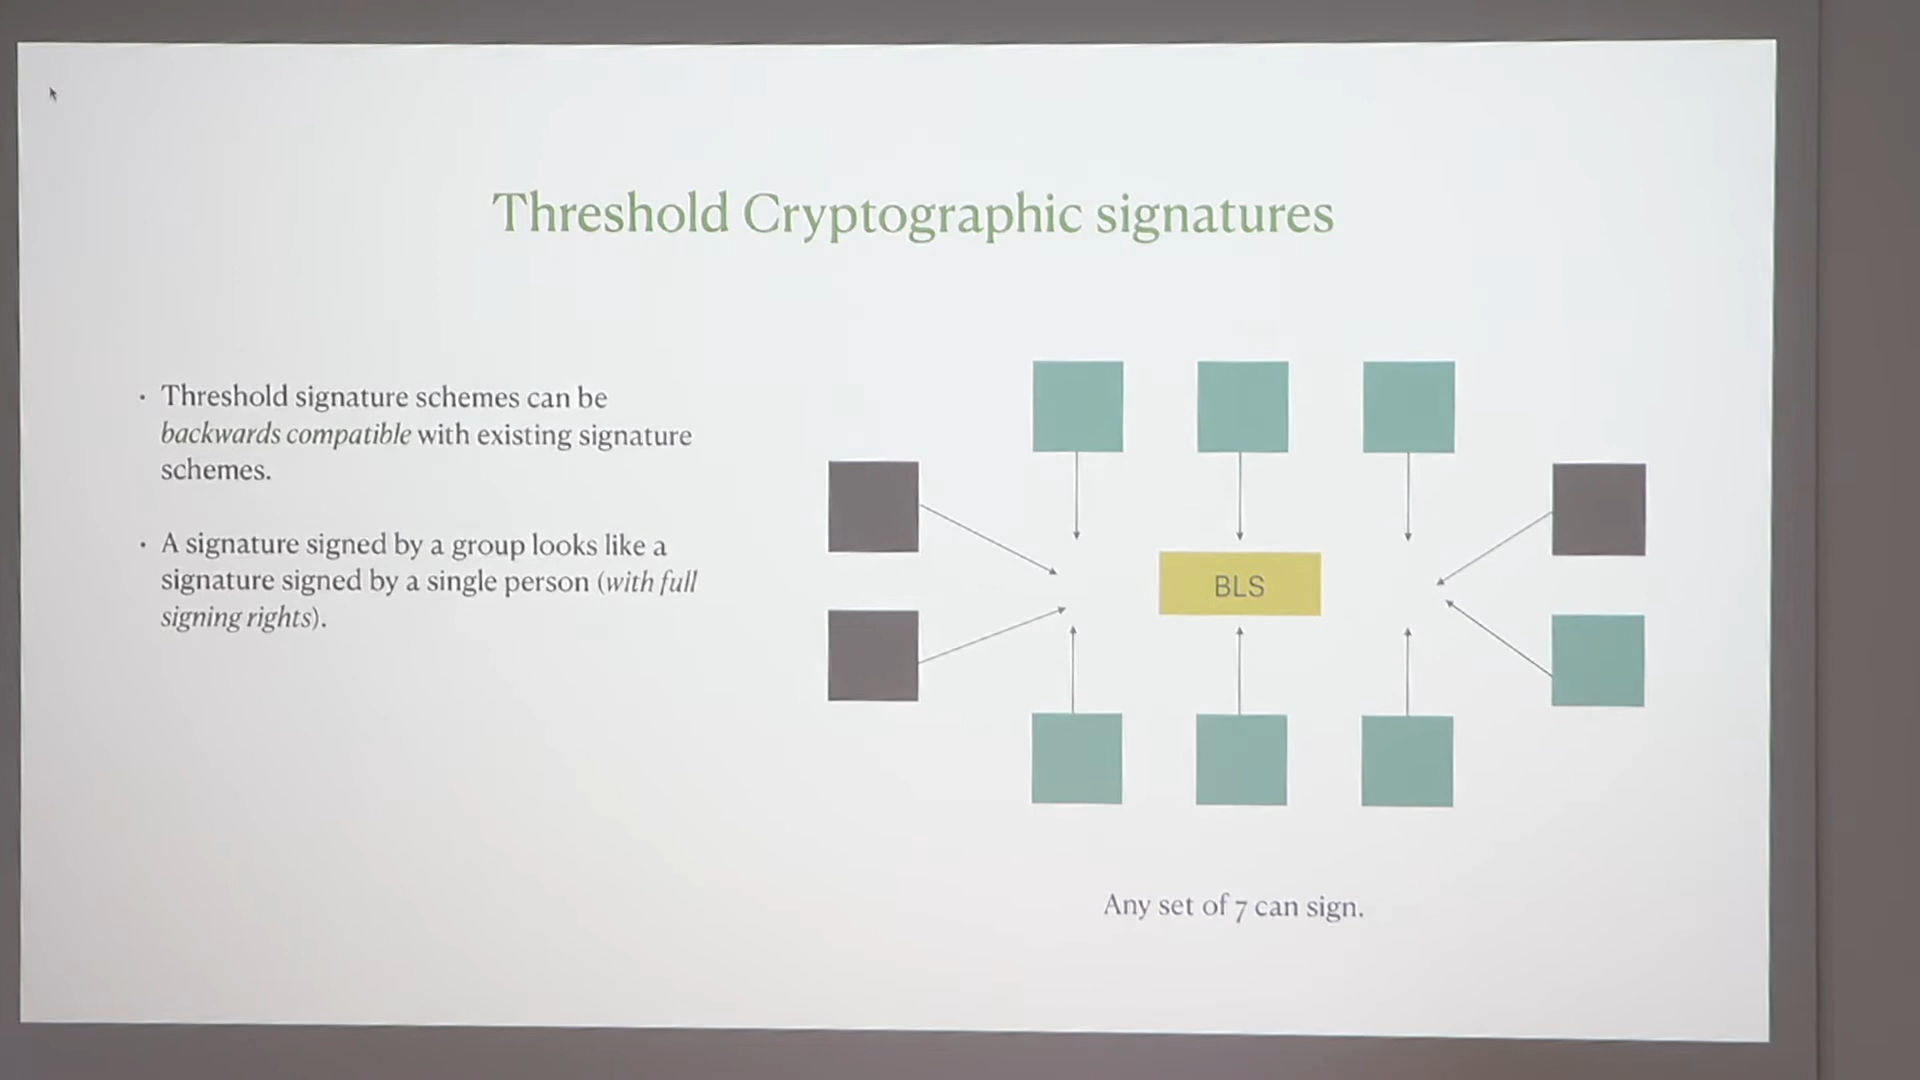 Threshold Cryptographic signatures
· Threshold signature schemes can be
backwards compatible with existing signature
schemes.
· A signature signed by a group looks like a
signature signed by a single person (with full
signing rights).
BLS
Any set of 7 can sign.